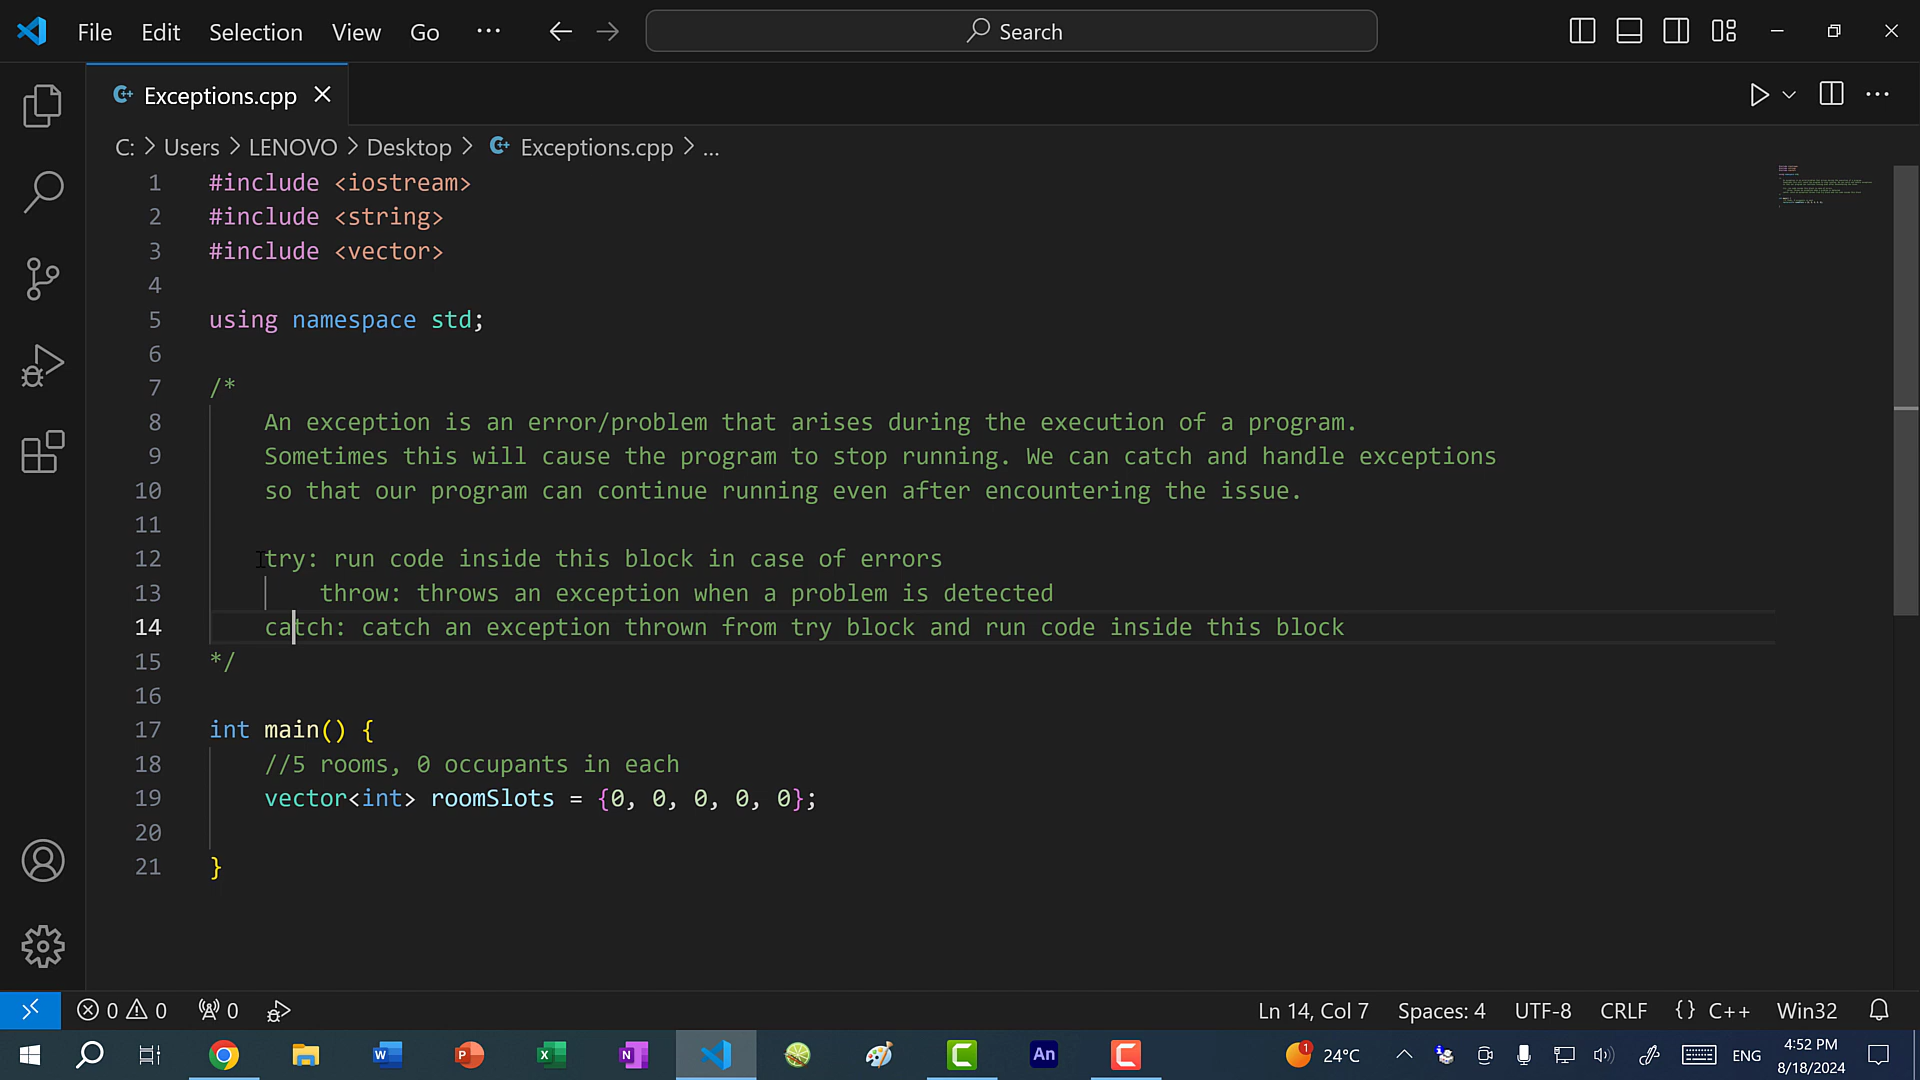 File Edit Selection View Go ··· Search
Exceptions.cpp
C: > Users > LENOVO > Desktop > Exceptions.cpp > ...
1 #include <iostream>
2 #include <string>
3 #include <vector>
4
5 using namespace std;
6
7 /*
8 An exception is an error/problem that arises during the execution of a program.
9 Sometimes this will cause the program to stop running. We can catch and handle exceptions
10 so that our program can continue running even after encountering the issue.
11
12 try: run code inside this block in case of errors
13 throw: throws an exception when a problem is detected
14 catch: catch an exception thrown from try block and run code inside this block
15 */
16
17 int main() {
18 //5 rooms, 0 occupants in each
19 vector<int> roomSlots = {0, 0, 0, 0, 0};
20
21 }
0 0 0 Ln 14, Col 7 Spaces: 4 UTF-8 CRLF {} C++ Win32
An 1 24°C ENG 4:52 PM
8/18/2024